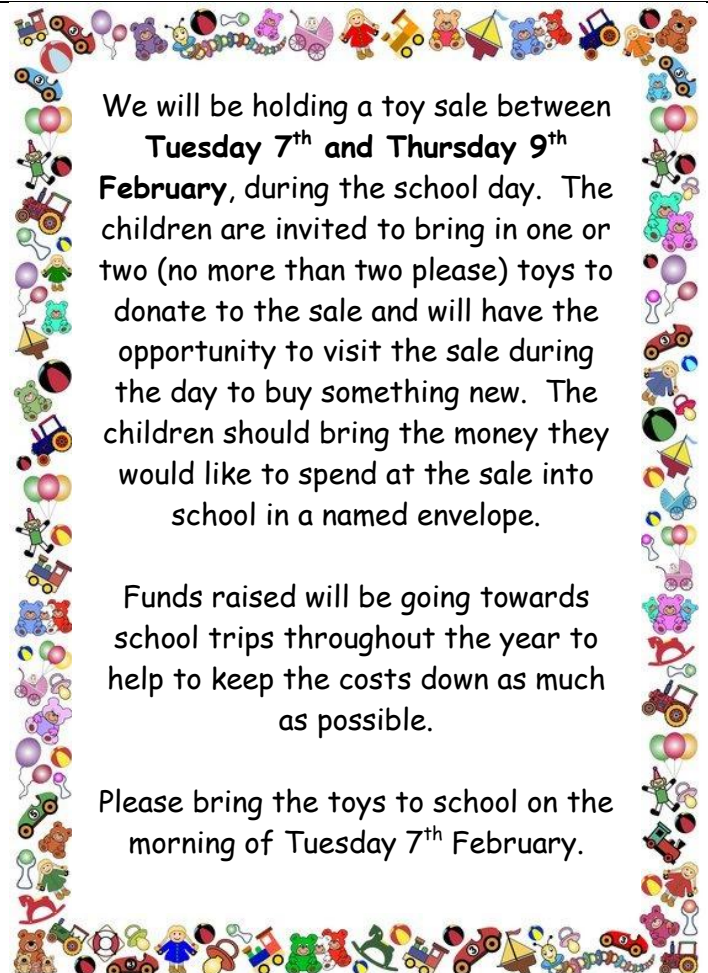 We will be holding a toy sale between
Tuesday 7th and Thursday 9th
February, during the school day. The
children are invited to bring in one or
two (no more than two please) toys to
donate to the sale and will have the
opportunity to visit the sale during
the day to buy something new. The
children should bring the money they
would like to spend at the sale into
school in a named envelope.
Funds raised will be going towards
school trips throughout the year to
help to keep the costs down as much
as possible.
Please bring the toys to school on the
morning of Tuesday 7th February.